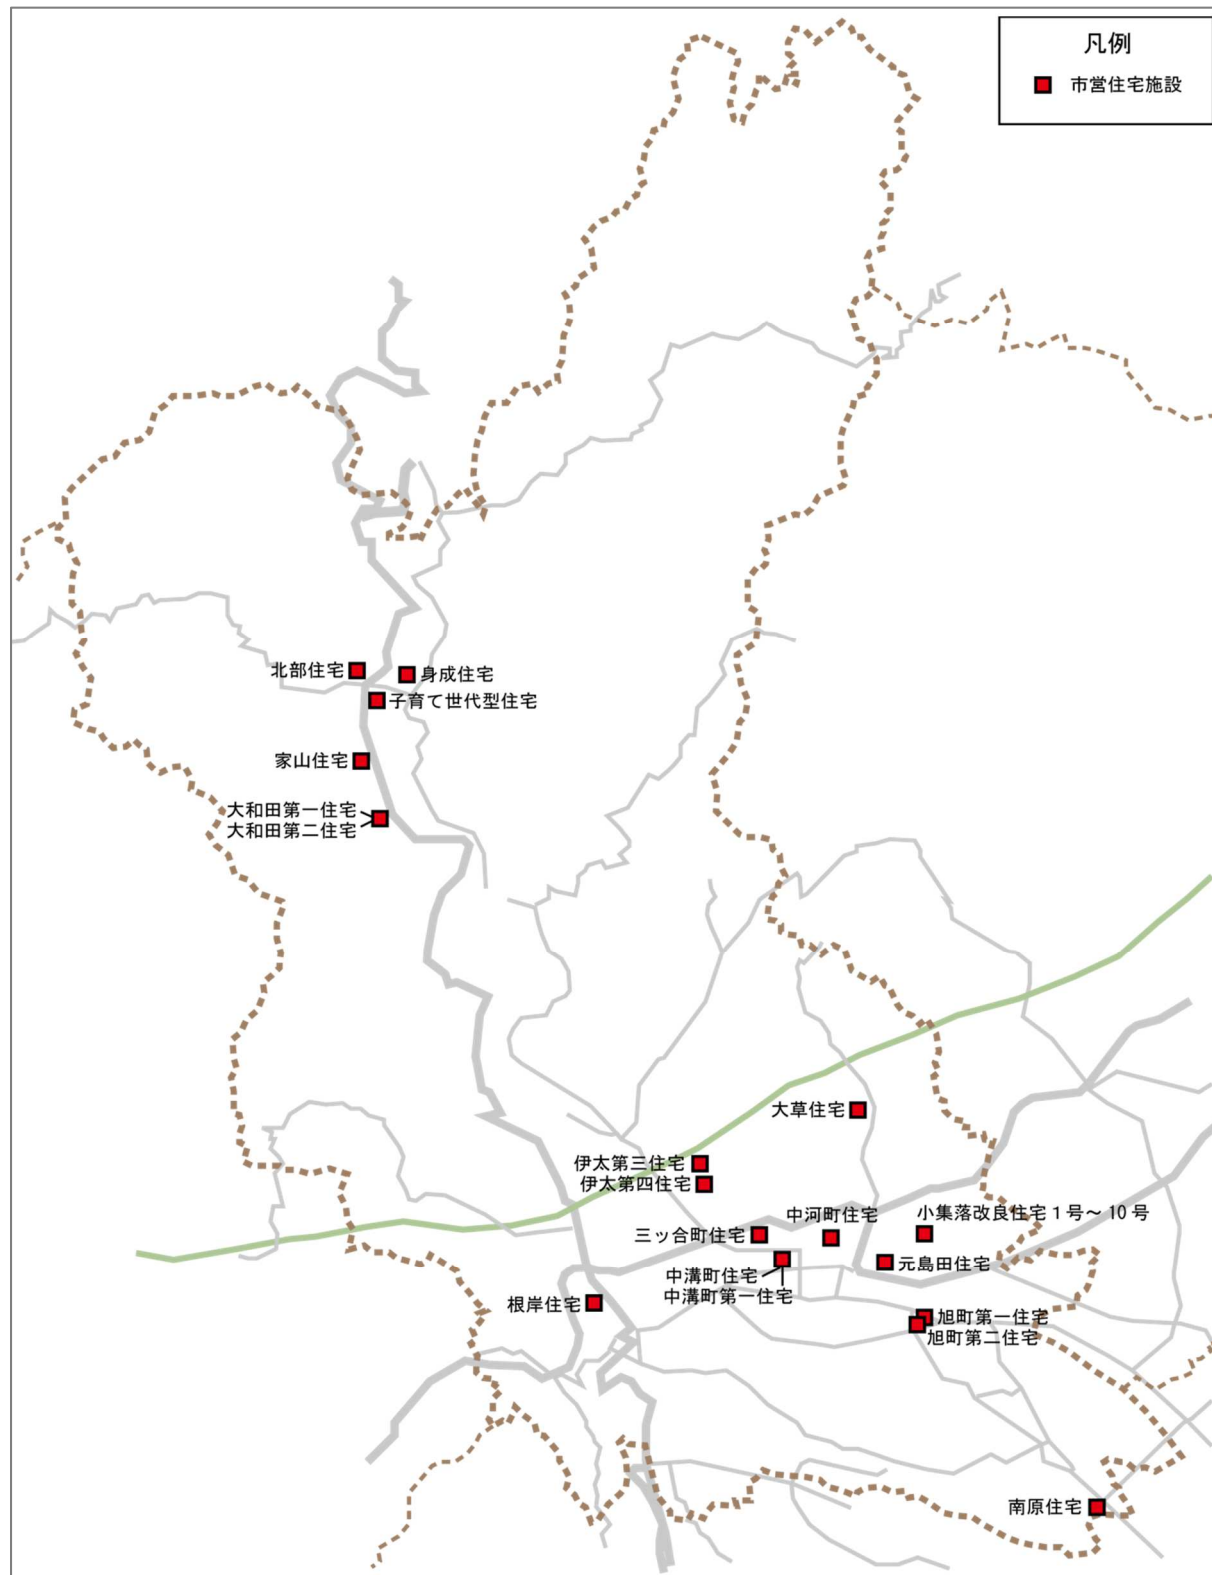 凡例
市営住宅施設
北部住宅
身成住宅
子育て世代型住宅
家山住宅
大和田第一住宅
大和田第二住宅
大草住宅
伊太第三住宅
伊太第四住宅
中河町住宅
小集落改良住宅1号～10号
三ッ合町住宅
元島田住宅
中溝町住宅
中溝町第一住宅
根岸住宅
旭町第一住宅
旭町第二住宅
南原住宅